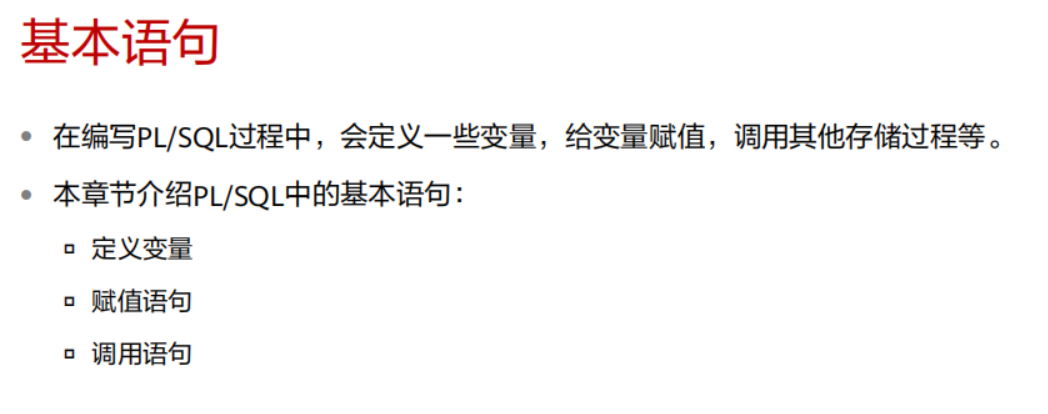 基本语句
在编写PL/SQL过程中，会定义一些变量，给变量赋值，调用其他存储过程等。
本章节介绍PL/SQL中的基本语句：
定义变量
赋值语句
调用语句